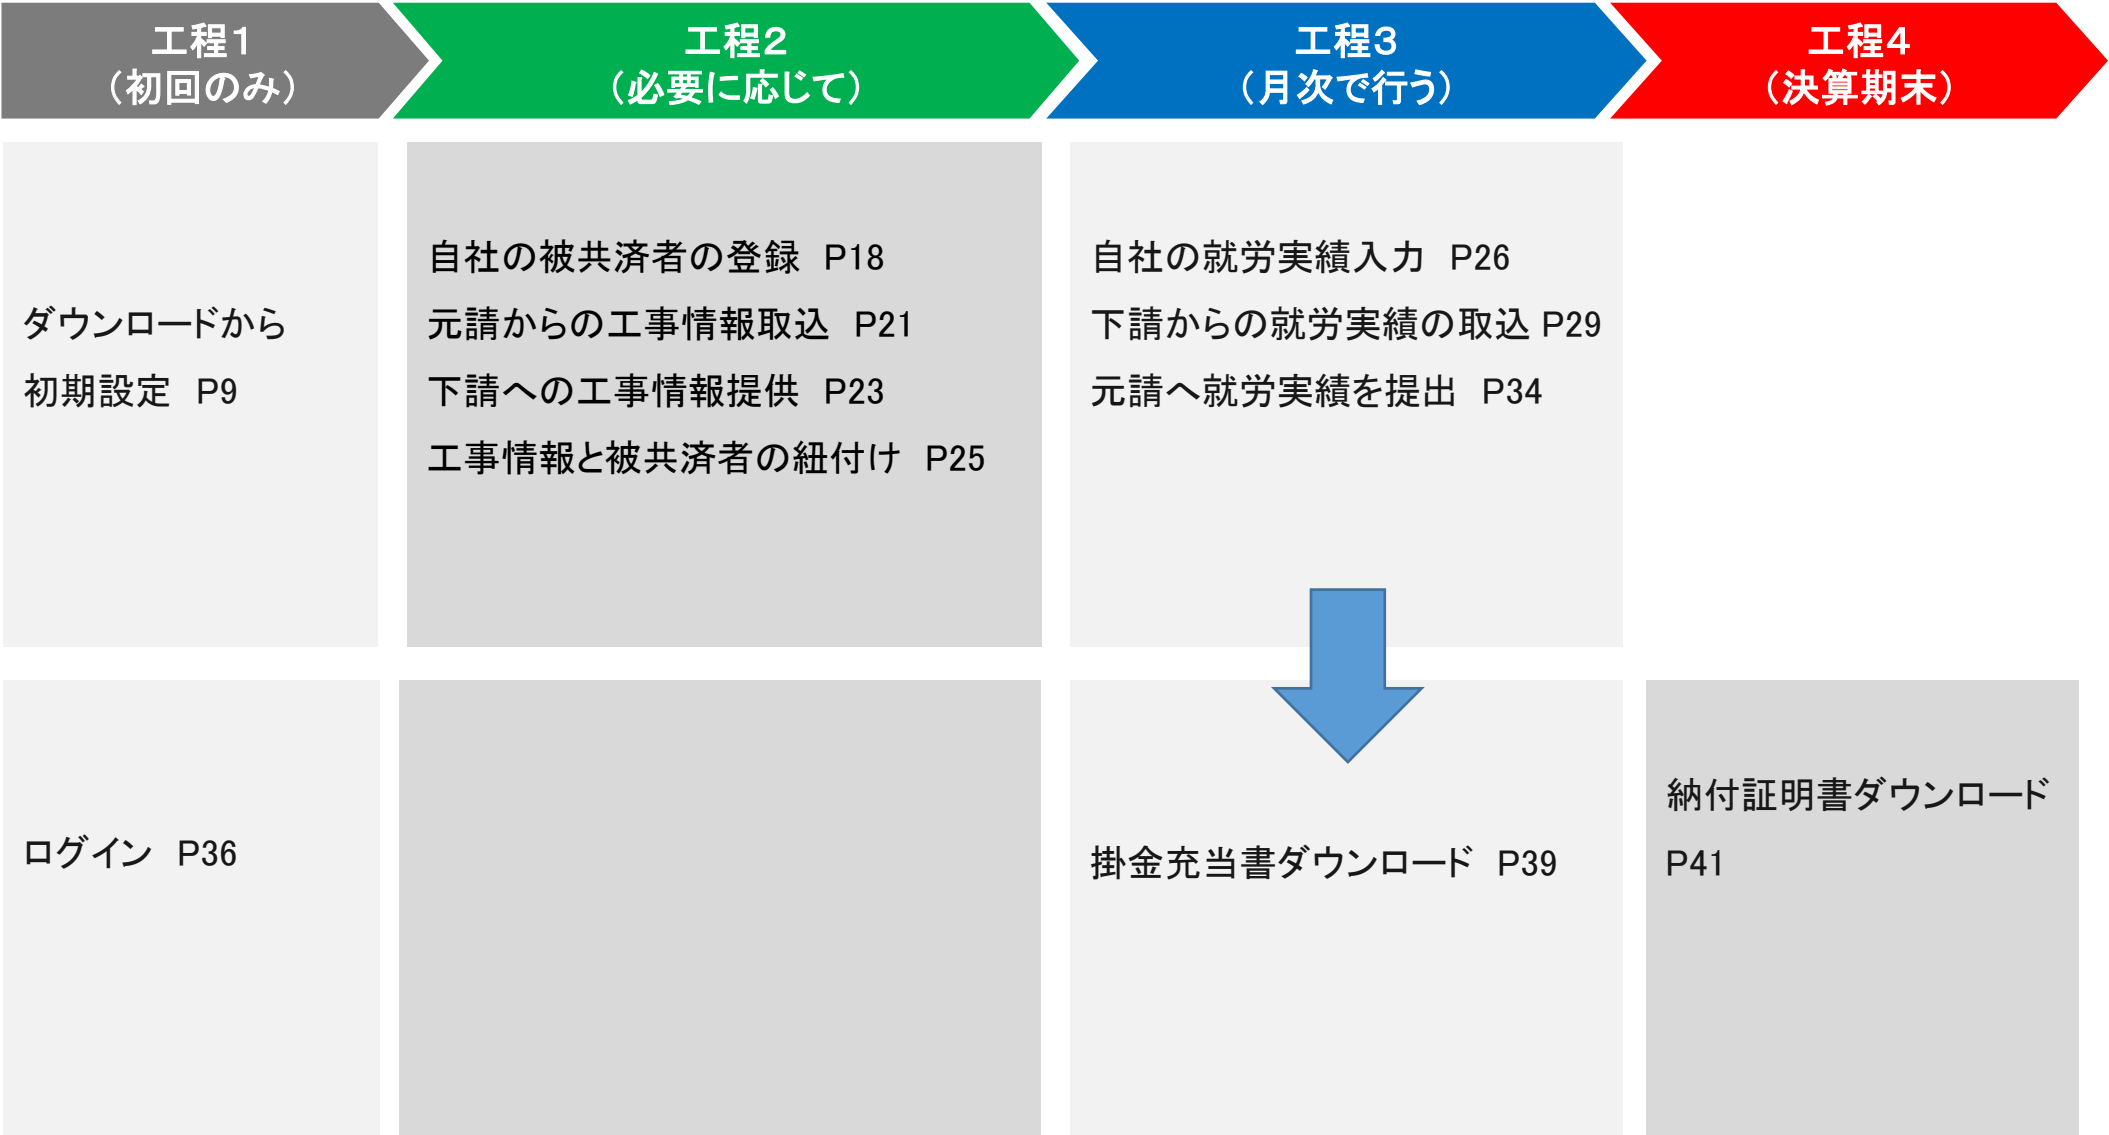 工程1
（初回のみ）
工程2
（必要に応じて）
工程3
（月次で行う）
工程4
（決算期末）
ダウンロードから
初期設定　P9
自社の被共済者の登録　P18
元請からの工事情報取込　P21
下請への工事情報提供　P23
工事情報と被共済者の紐付け　P25
自社の就労実績入力　P26
下請からの就労実績の取込 P29
元請へ就労実績を提出　P34
ログイン　P36
掛金充当書ダウンロード　P39
納付証明書ダウンロード
P41